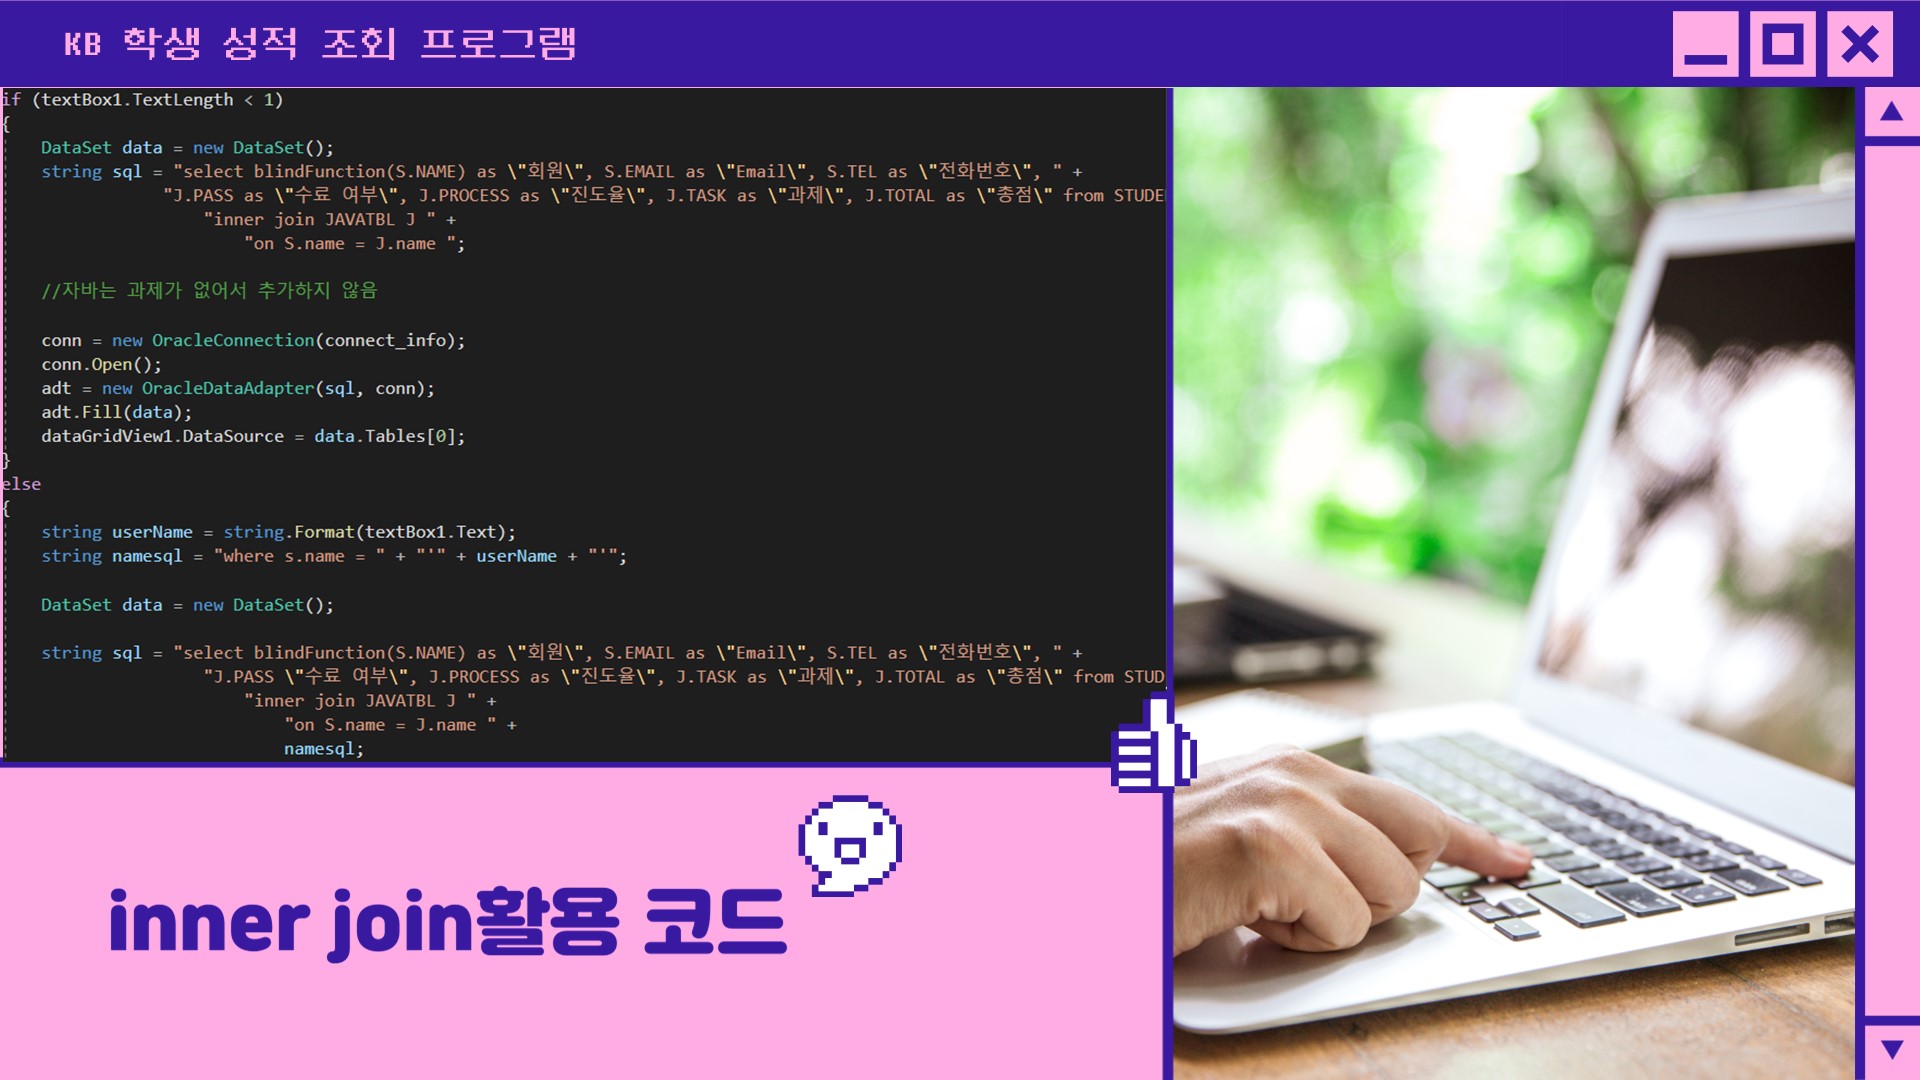 KB 학생 성적 조회 프로그램
if (textBox1.TextLength < 1)
{
DataSet data = new DataSet();
string sql = "select blindFunction(S.NAME) as \"회원\", S.EMAIL as \"Email\", S.TEL as \"전화번호\", " +
"J.PASS as \"수료 여부\", J.PROCESS as \"진도율\", J.TASK as \"과제\", J.TOTAL as \"총점\" from
"inner join JAVATBL J " +
"on S.name = J.name ";
//자바는 과제가 없어서 추가하지 않음
conn = new OracleConnection(connect_info);
conn.Open();
adt = new OracleDataAdapter(sql, conn);
adt.Fill(data);
dataGridView1.DataSource = data.Tables[0];
}
else
{
string userName = string.Format(textBox1.Text);
string namesql = "where s.name = " + "'" + userName + "'";
DataSet data = new DataSet();
string sql = "select blindFunction(S.NAME) as \"회원\", S.EMAIL as \"Email\", S.TEL as \"전화번호\", " +
"J.PASS \"수료 여부\", J.PROCESS as \"진도율\", J.TASK as \"과제\", J.TOTAL as \"총점\" from STUD
"inner join JAVATBL J " +
"on S.name = J.name " +
namesql;
inner join활용 코드